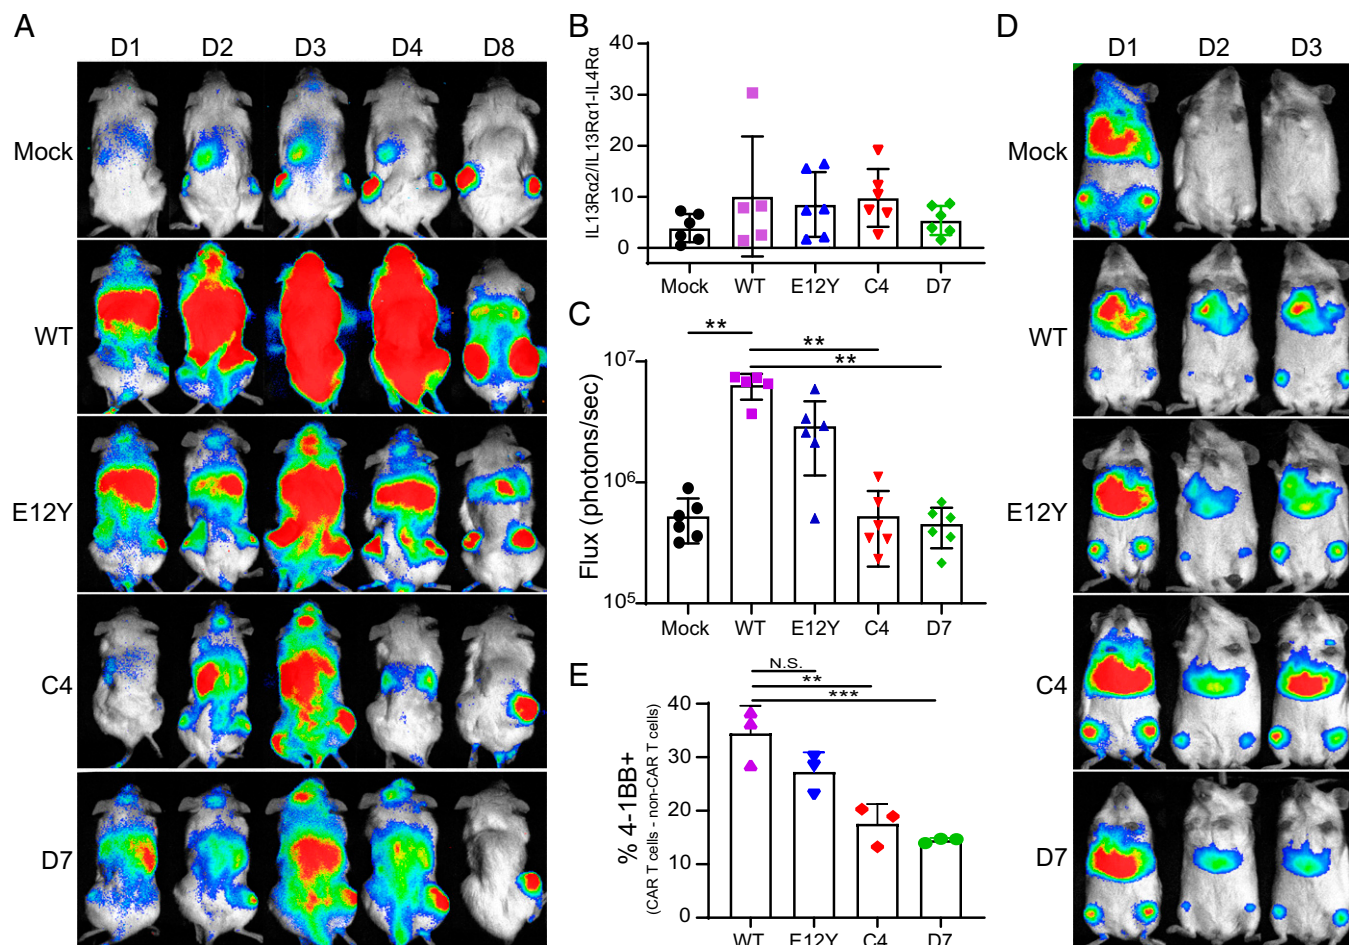 A
D1 D2 D3 D4 D8
Mock
WT
E12Y
C4
D7
B
IL13Rα2/IL13Rα1-IL4Rα
40
30
20
10
0
Mock WT E12Y C4 D7
C
** ** **
Flux (photons/sec)
10⁷
10⁶
10⁵
Mock WT E12Y C4 D7
D
D1 D2 D3
Mock
WT
E12Y
C4
D7
E
N.S.
**
***
% 4-1BB+
(CAR T cells - non-CAR T cells)
40
30
20
10
0
WT E12Y C4 D7